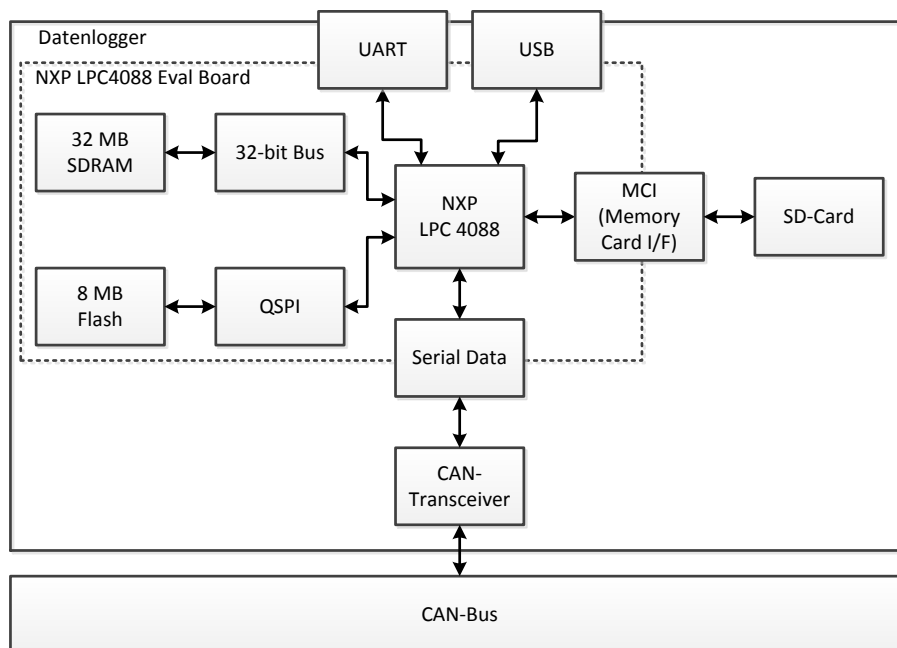 Datenlogger
UART
USB
NXP LPC4088 Eval Board
32 MB
SDRAM
32-bit Bus
NXP
LPC 4088
MCI
(Memory
Card I/F)
SD-Card
8 MB
Flash
QSPI
Serial Data
CAN-
Transceiver
CAN-Bus